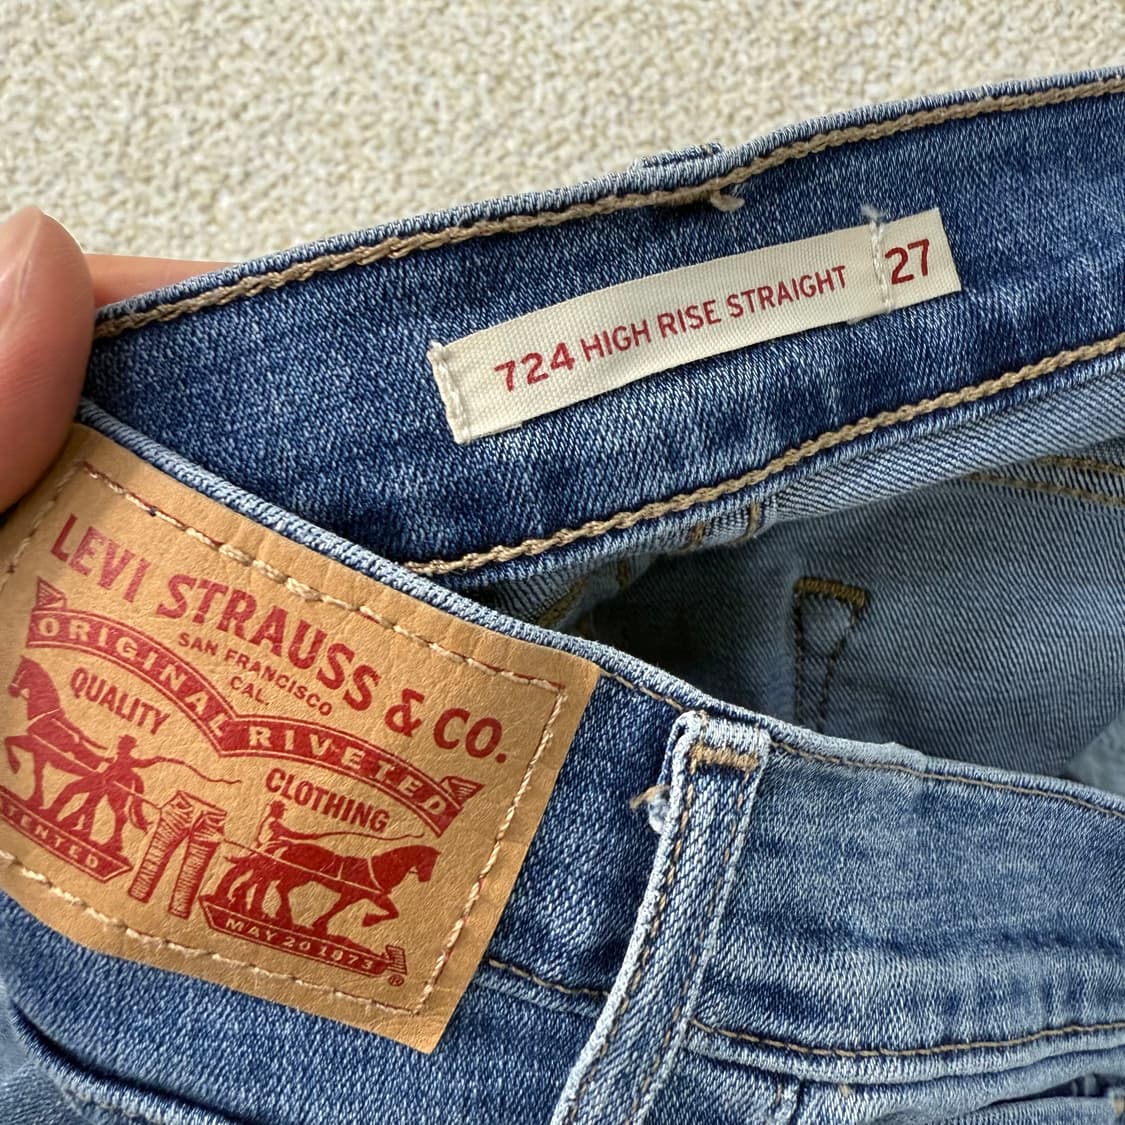 724 HIGH RISE STRAIGHT 27
LEVI STRAUSS & CO.
SAN FRANCISCO
CAL.
ORIGINAL RIVETED
QUALITY CLOTHING
MAY 20 1873
®